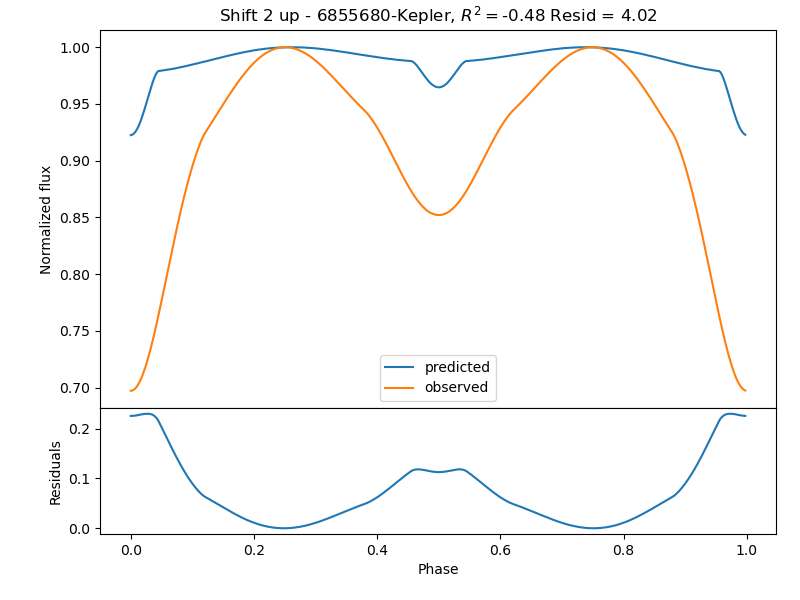 Shift 2 up - 6855680-Kepler, R² = -0.48 Resid = 4.02
Normalized flux
1.00
0.95
0.90
0.85
0.80
0.75
0.70
predicted
observed
Residuals
0.2
0.1
0.0
0.0
0.2
0.4
0.6
0.8
1.0
Phase